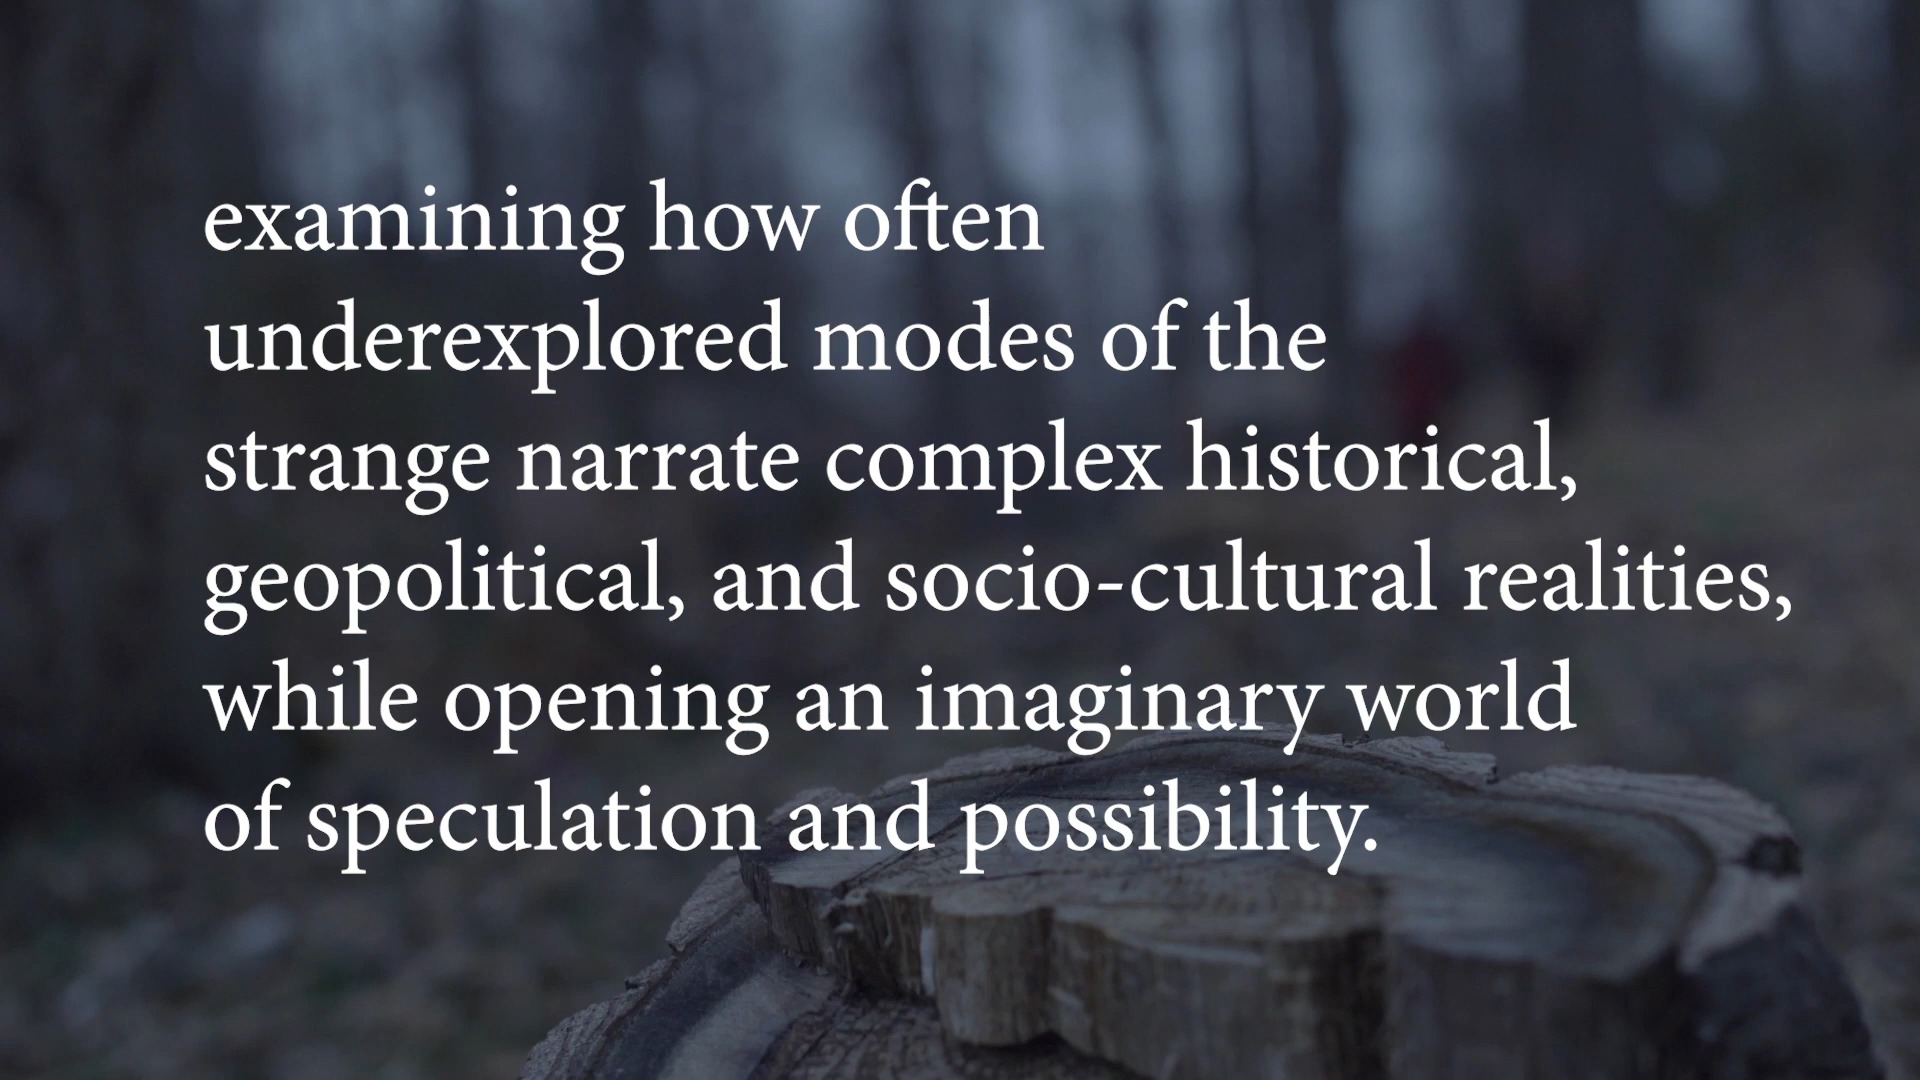 examining how often
underexplored modes of the
strange narrate complex historical,
geopolitical, and socio-cultural realities,
while opening an imaginary world
of speculation and possibility.